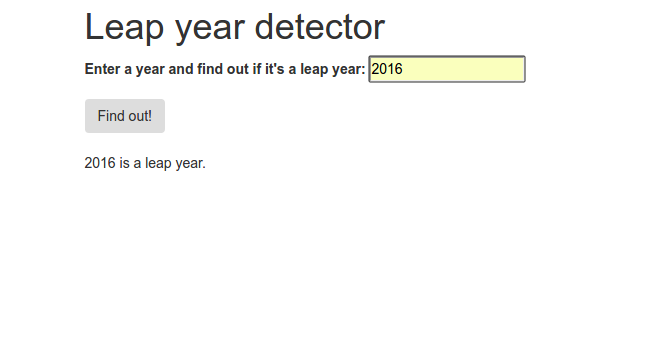 Leap year detector
Enter a year and find out if it's a leap year: 2016
Find out!
2016 is a leap year.